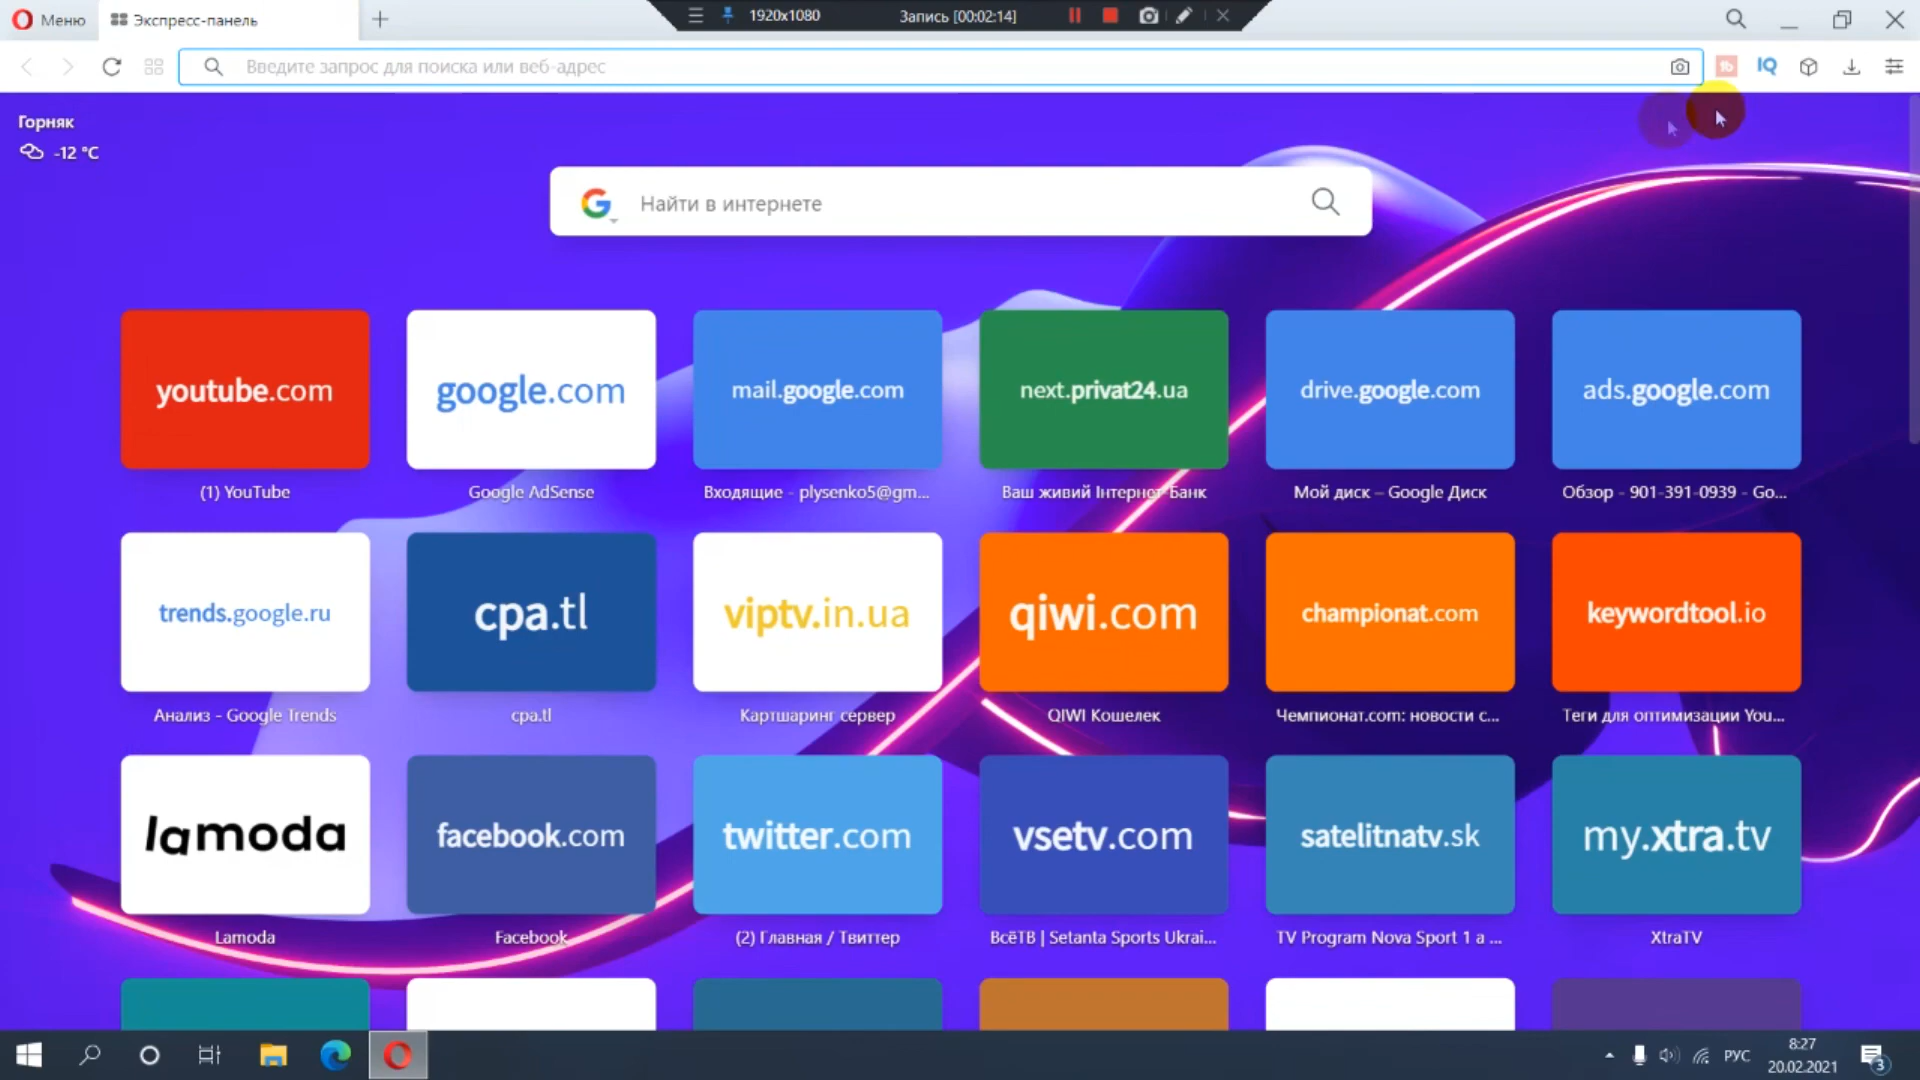 Меню
Экспресс-панель
1920x1080
Запись [00:02:14]
Введите запрос для поиска или веб-адрес
IQ
Горняк
-12 °C
Найти в интернете
youtube.com
google.com
mail.google.com
next.privat24.ua
drive.google.com
ads.google.com
(1) YouTube
Google AdSense
Входящие - plysenko5@gm...
Ваш живий Інтернет-Банк
Мой диск – Google Диск
Обзор - 901-391-0939 - Go...
trends.google.ru
cpa.tl
viptv.in.ua
qiwi.com
championat.com
keywordtool.io
Анализ - Google Trends
cpa.tl
Картшаринг сервер
QIWI Кошелек
Чемпионат.com: новости с...
Теги для оптимизации You...
lamoda
facebook.com
twitter.com
vsetv.com
satelitnatv.sk
my.xtra.tv
Lamoda
Facebook
(2) Главная / Твиттер
ВсёТВ | Setanta Sports Ukrai...
TV Program Nova Sport 1 a ...
XtraTV
РУС
8:27
20.02.2021
3